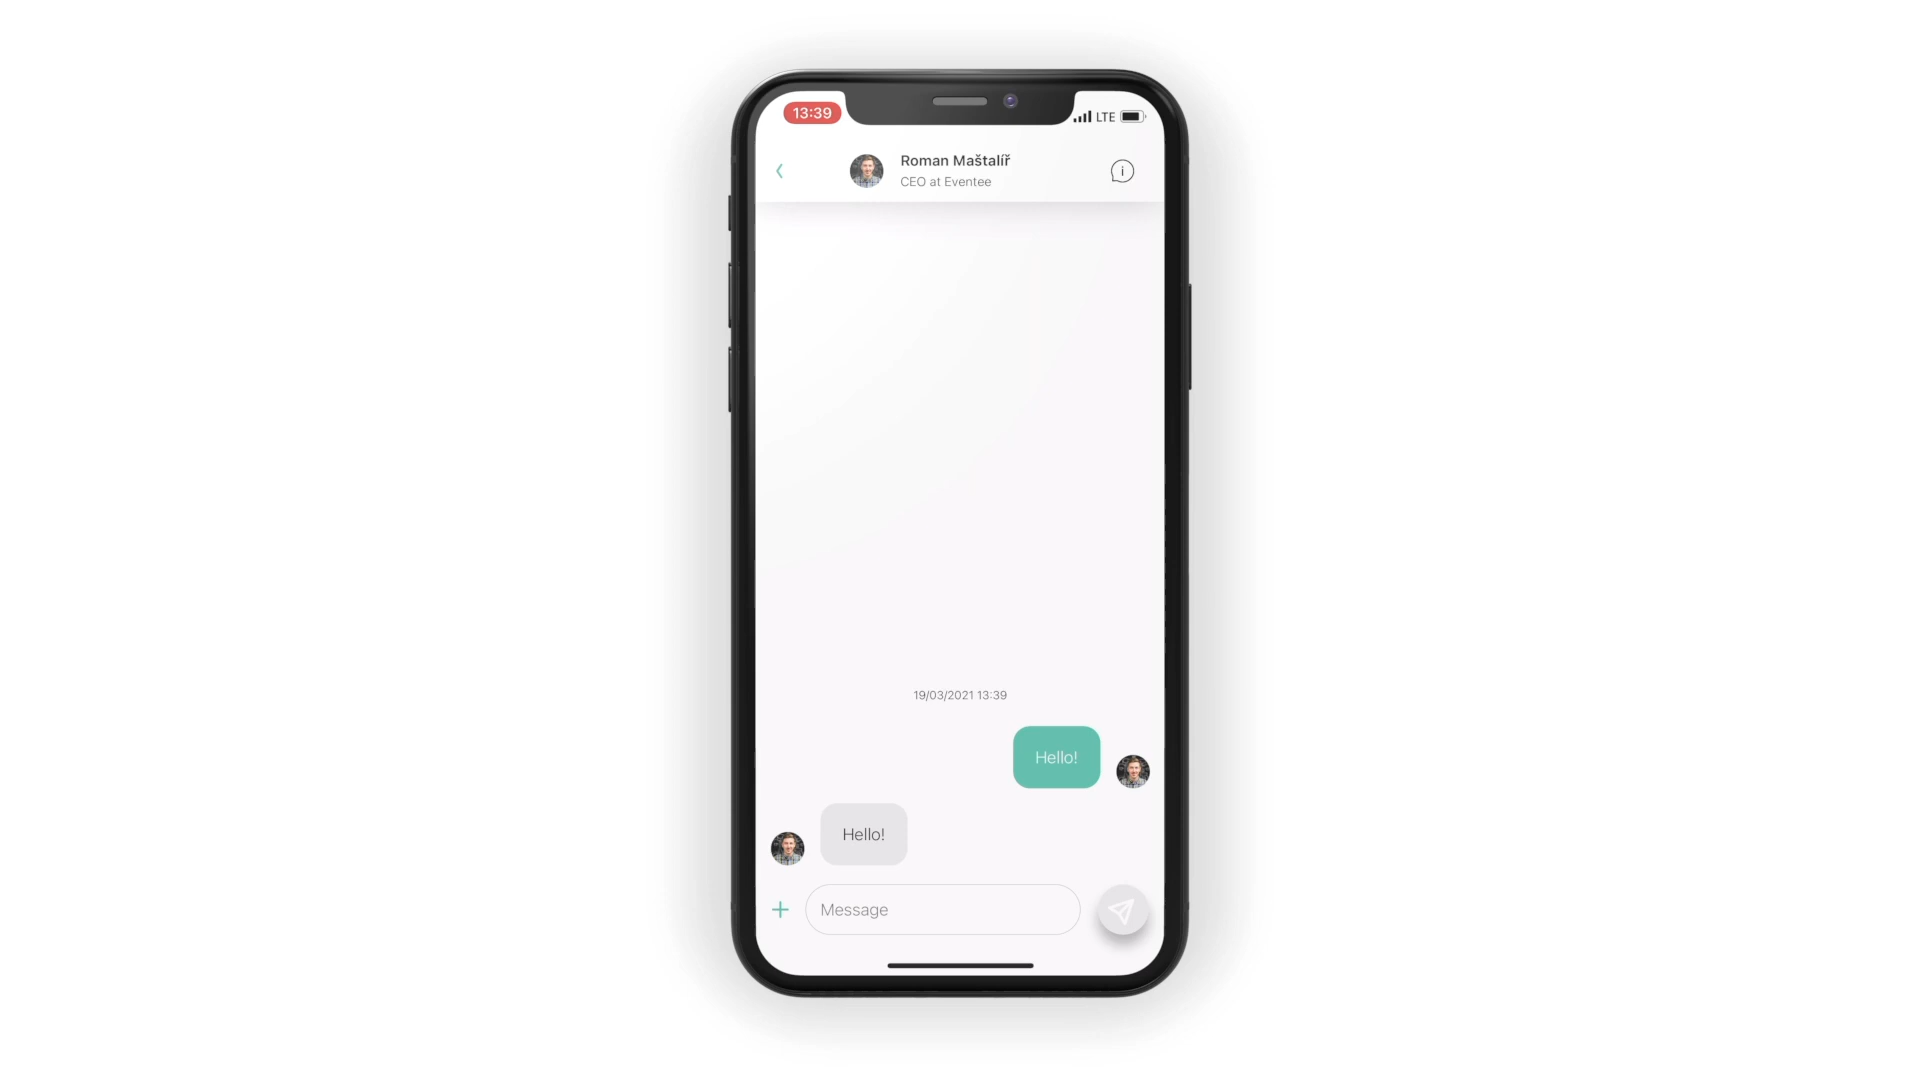 13:39
LTE
Roman Maštalíř
CEO at Eventee
19/03/2021 13:39
Hello!
Hello!
Message